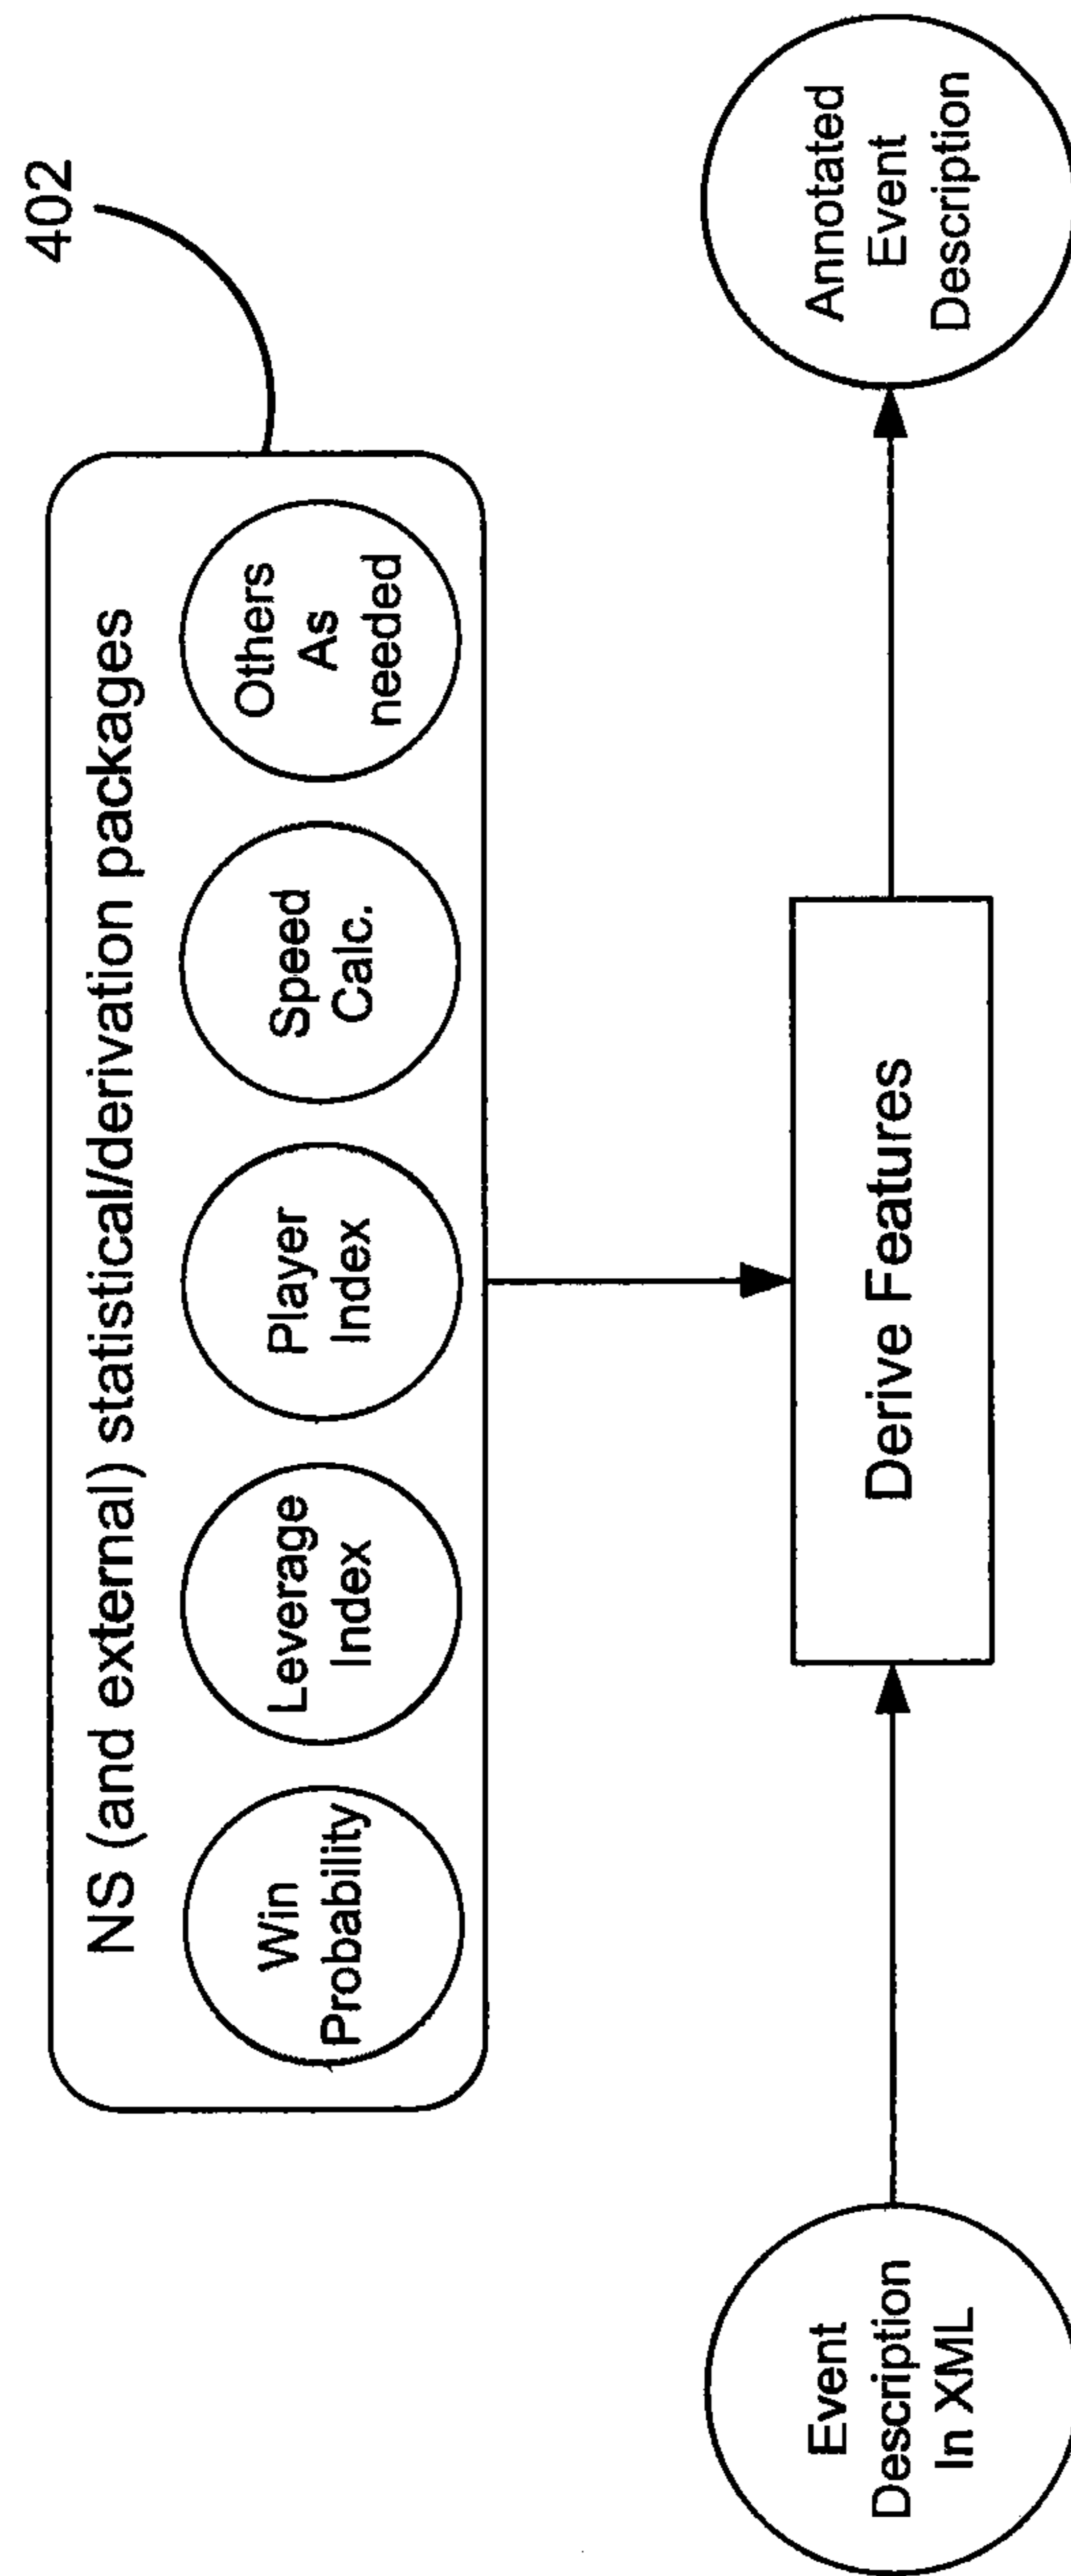 402
NS (and external) statistical/derivation packages
Win
Probability
Leverage
Index
Player
Index
Speed
Calc.
Others
As
needed
Event
Description
In XML
Derive Features
Annotated
Event
Description